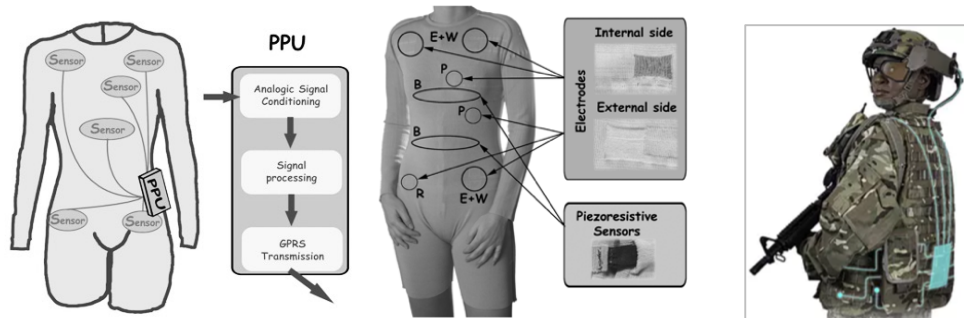 Sensor
Sensor
Sensor
Sensor
PPU
Sensor
Sensor
PPU
Analogic Signal
Conditioning
Signal
processing
GPRS
Transmission
E+W
P
B
P
B
R
E+W
Electrodes
Internal side
External side
Piezoresistive
Sensors